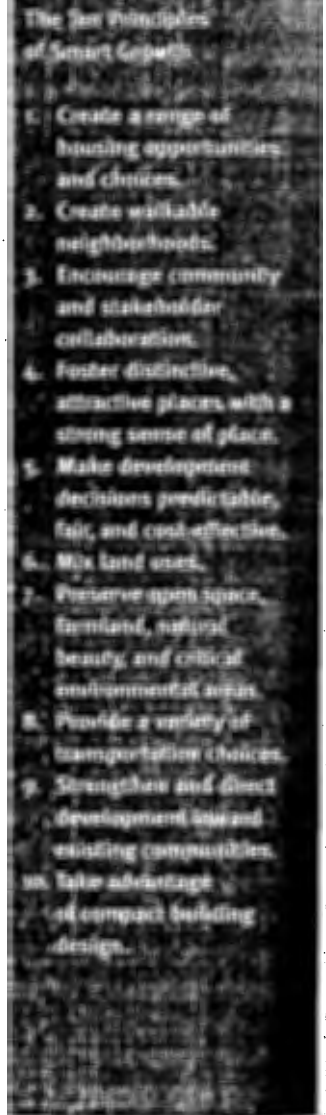 The Ten Principles
of Smart Growth
1. Create a range of
housing opportunities
and choices.
2. Create walkable
neighborhoods.
3. Encourage community
and stakeholder
collaboration.
4. Foster distinctive,
attractive places with a
strong sense of place.
5. Make development
decisions predictable,
fair, and cost-effective.
6. Mix land uses.
7. Preserve open space,
farmland, natural
beauty, and critical
environmental areas.
8. Provide a variety of
transportation choices.
9. Strengthen and direct
development toward
existing communities.
10. Take advantage
of compact building
design.